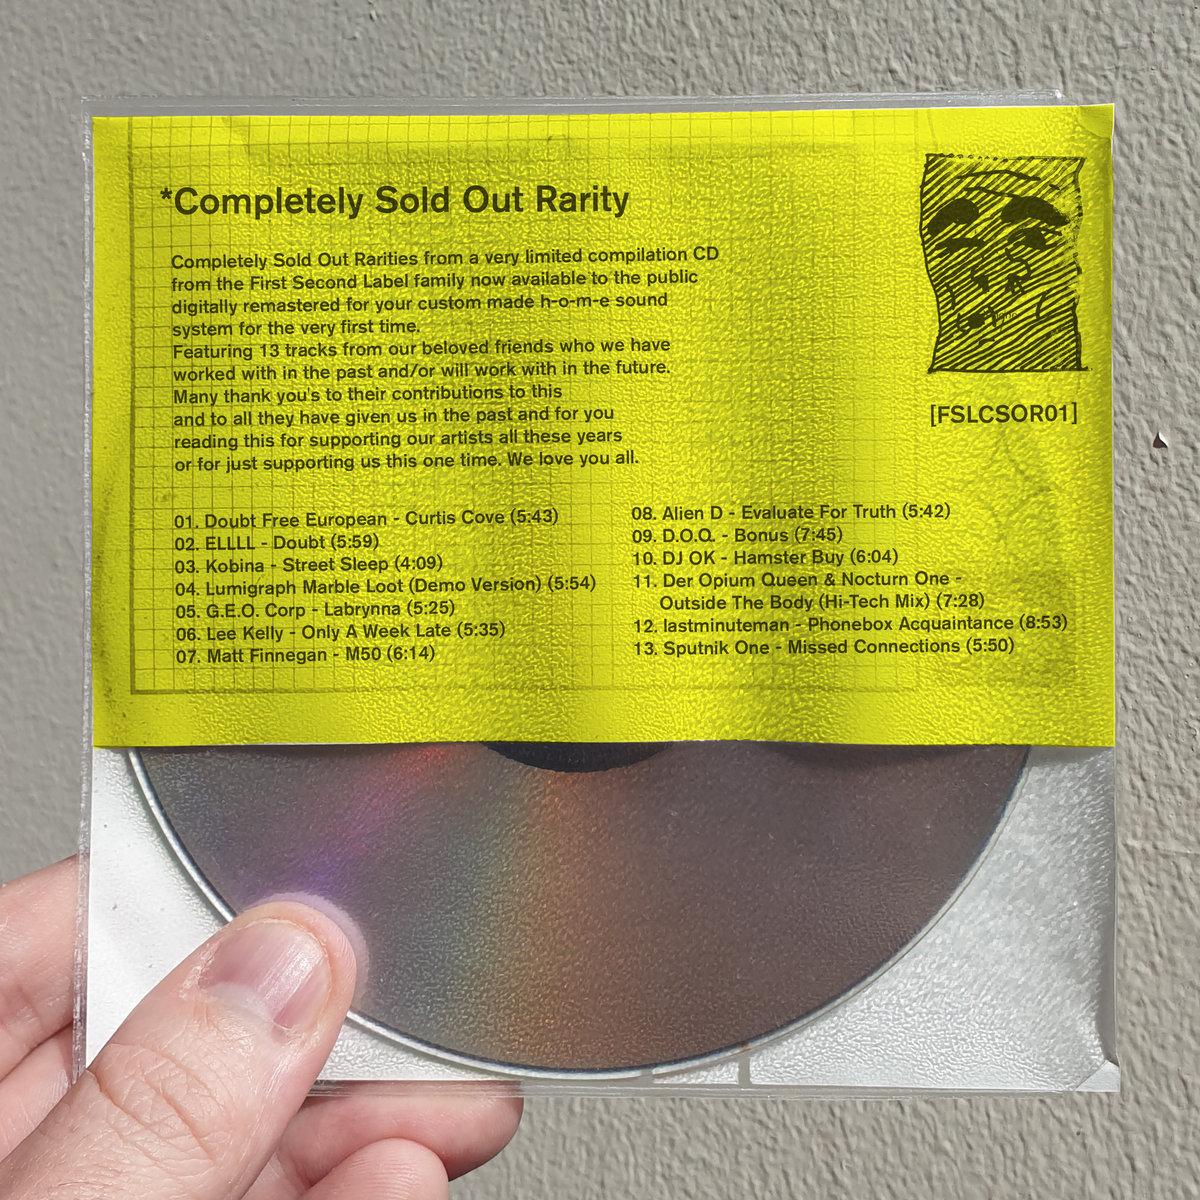 *Completely Sold Out Rarity
Completely Sold Out Rarities from a very limited compilation CD
from the First Second Label family now available to the public
digitally remastered for your custom made h-o-m-e sound
system for the very first time.
Featuring 13 tracks from our beloved friends who we have
worked with in the past and/or will work with in the future.
Many thank you's to their contributions to this
and to all they have given us in the past and for you
reading this for supporting our artists all these years
or for just supporting us this one time. We love you all.
[FSLCSOR01]
01. Doubt Free European - Curtis Cove (5:43)
02. ELLLL - Doubt (5:59)
03. Kobina - Street Sleep (4:09)
04. Lumigraph Marble Loot (Demo Version) (5:54)
05. G.E.O. Corp - Labrynna (5:25)
06. Lee Kelly - Only A Week Late (5:35)
07. Matt Finnegan - M50 (6:14)
08. Alien D - Evaluate For Truth (5:42)
09. D.O.Q. - Bonus (7:45)
10. DJ OK - Hamster Buy (6:04)
11. Der Opium Queen & Nocturn One -
Outside The Body (Hi-Tech Mix) (7:28)
12. lastminuteman - Phonebox Acquaintance (8:53)
13. Sputnik One - Missed Connections (5:50)